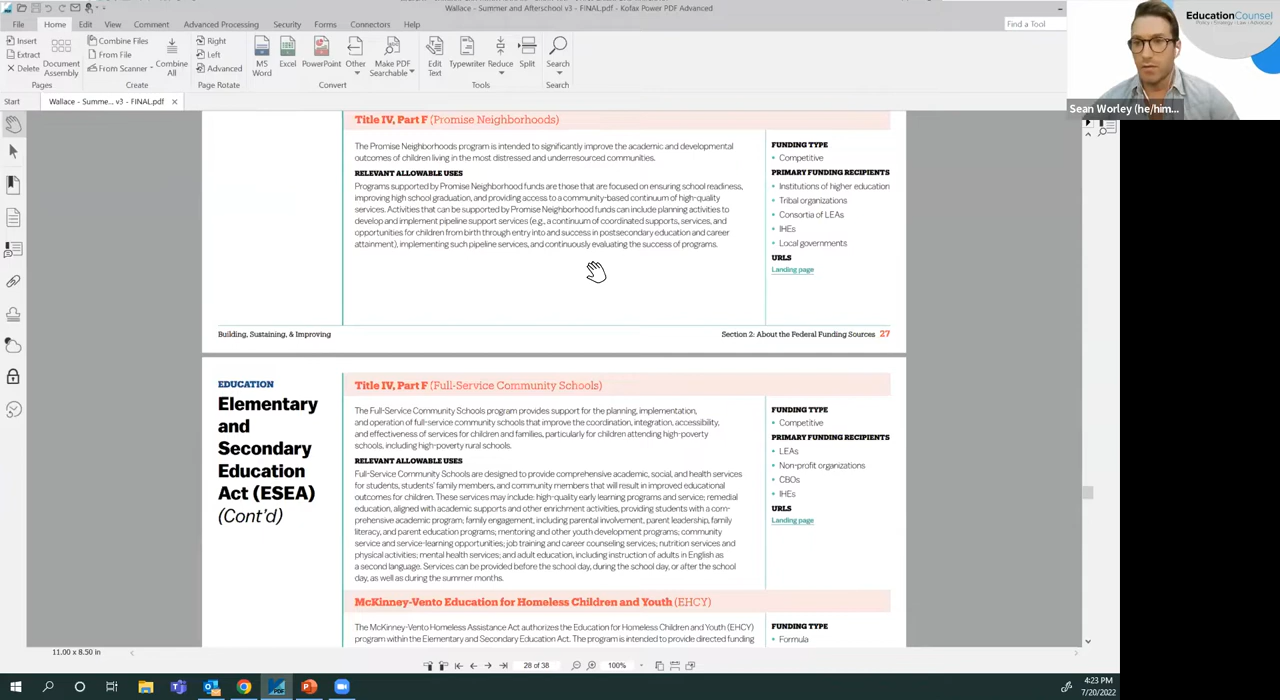 Wallace - Summer and Afterschool v3 - FINAL.pdf - Kofax Power PDF Advanced
File Home Edit View Comment Advanced Processing Security Forms Connectors Help
Find a Tool
Insert
Extract
Delete
Pages
Document Assembly
Combine Files
From File
From Scanner
Combine All
Create
Right
Left
Advanced
Page Rotate
MS Word
Excel
PowerPoint
Other
Make PDF Searchable
Convert
Edit Text
Typewriter
Reduce
Split
Tools
Search
Search
EducationCounsel
Policy | Strategy | Law | Advocacy
Sean Worley (he/him...
Start
Wallace - Summe... v3 - FINAL.pdf
Title IV, Part F (Promise Neighborhoods)
The Promise Neighborhoods program is intended to significantly improve the academic and developmental
outcomes of children living in the most distressed and underresourced communities.
RELEVANT ALLOWABLE USES
Programs supported by Promise Neighborhood funds are those that are focused on ensuring school readiness,
improving high school graduation, and providing access to a community-based continuum of high-quality
services. Activities that can be supported by Promise Neighborhood funds can include planning activities to
develop and implement pipeline support services (e.g., a continuum of coordinated supports, services, and
opportunities for children from birth through entry into and success in postsecondary education and career
attainment), implementing such pipeline services, and continuously evaluating the success of programs.
FUNDING TYPE
• Competitive
PRIMARY FUNDING RECIPIENTS
• Institutions of higher education
• Tribal organizations
• Consortia of LEAs
• IHEs
• Local governments
URLS
Landing page
Building, Sustaining, & Improving
Section 2: About the Federal Funding Sources 27
EDUCATION
Elementary
and
Secondary
Education
Act (ESEA)
(Cont'd)
Title IV, Part F (Full-Service Community Schools)
The Full-Service Community Schools program provides support for the planning, implementation,
and operation of full-service community schools that improve the coordination, integration, accessibility,
and effectiveness of services for children and families, particularly for children attending high-poverty
schools, including high-poverty rural schools.
RELEVANT ALLOWABLE USES
Full-Service Community Schools are designed to provide comprehensive academic, social, and health services
for students, students' family members, and community members that will result in improved educational
outcomes for children. These services may include: high-quality early learning programs and service; remedial
education, aligned with academic supports and other enrichment activities, providing students with a com-
prehensive academic program; family engagement, including parental involvement, parent leadership, family
literacy, and parent education programs; mentoring and other youth development programs; community
service and service-learning opportunities; job training and career counseling services; nutrition services and
physical activities; mental health services; and adult education, including instruction of adults in English as
a second language. Services can be provided before the school day, during the school day, or after the school
day, as well as during the summer months.
FUNDING TYPE
• Competitive
PRIMARY FUNDING RECIPIENTS
• LEAs
• Non-profit organizations
• CBOs
• IHEs
URLS
Landing page
McKinney-Vento Education for Homeless Children and Youth (EHCY)
The McKinney-Vento Homeless Assistance Act authorizes the Education for Homeless Children and Youth (EHCY)
program within the Elementary and Secondary Education Act. The program is intended to provide directed funding
FUNDING TYPE
• Formula
11.00 x 8.50 in
28 of 38
100%
4:23 PM
7/20/2022